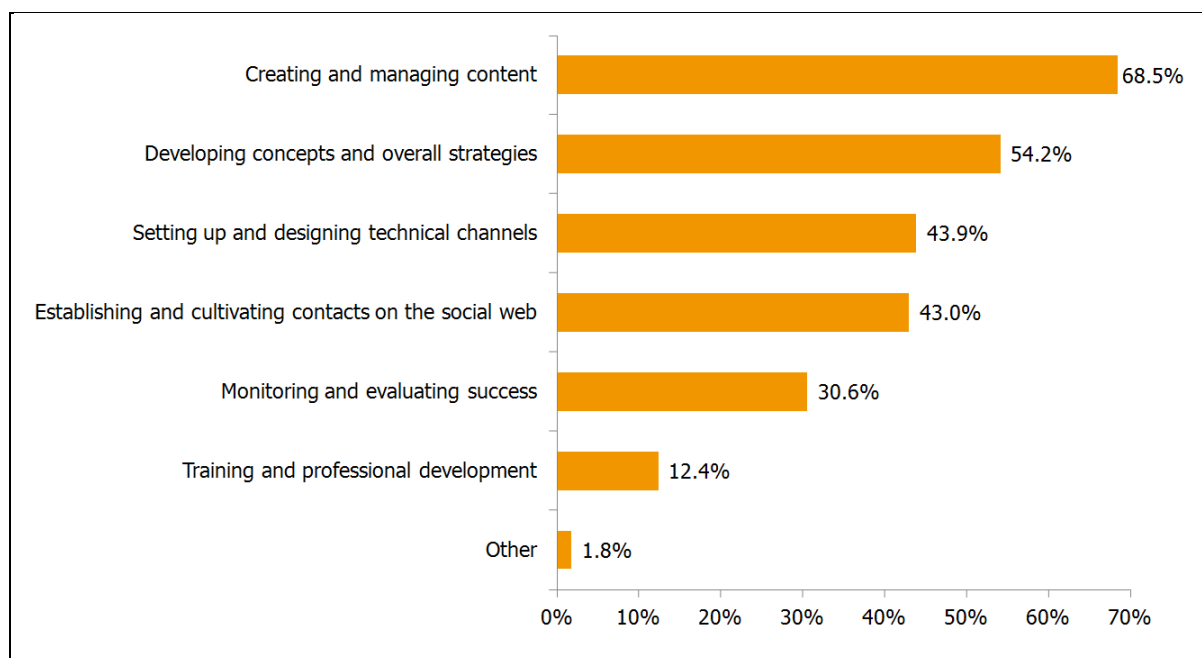 Creating and managing content
68.5%
Developing concepts and overall strategies
54.2%
Setting up and designing technical channels
43.9%
Establishing and cultivating contacts on the social web
43.0%
Monitoring and evaluating success
30.6%
Training and professional development
12.4%
Other
1.8%
0% 10% 20% 30% 40% 50% 60% 70%